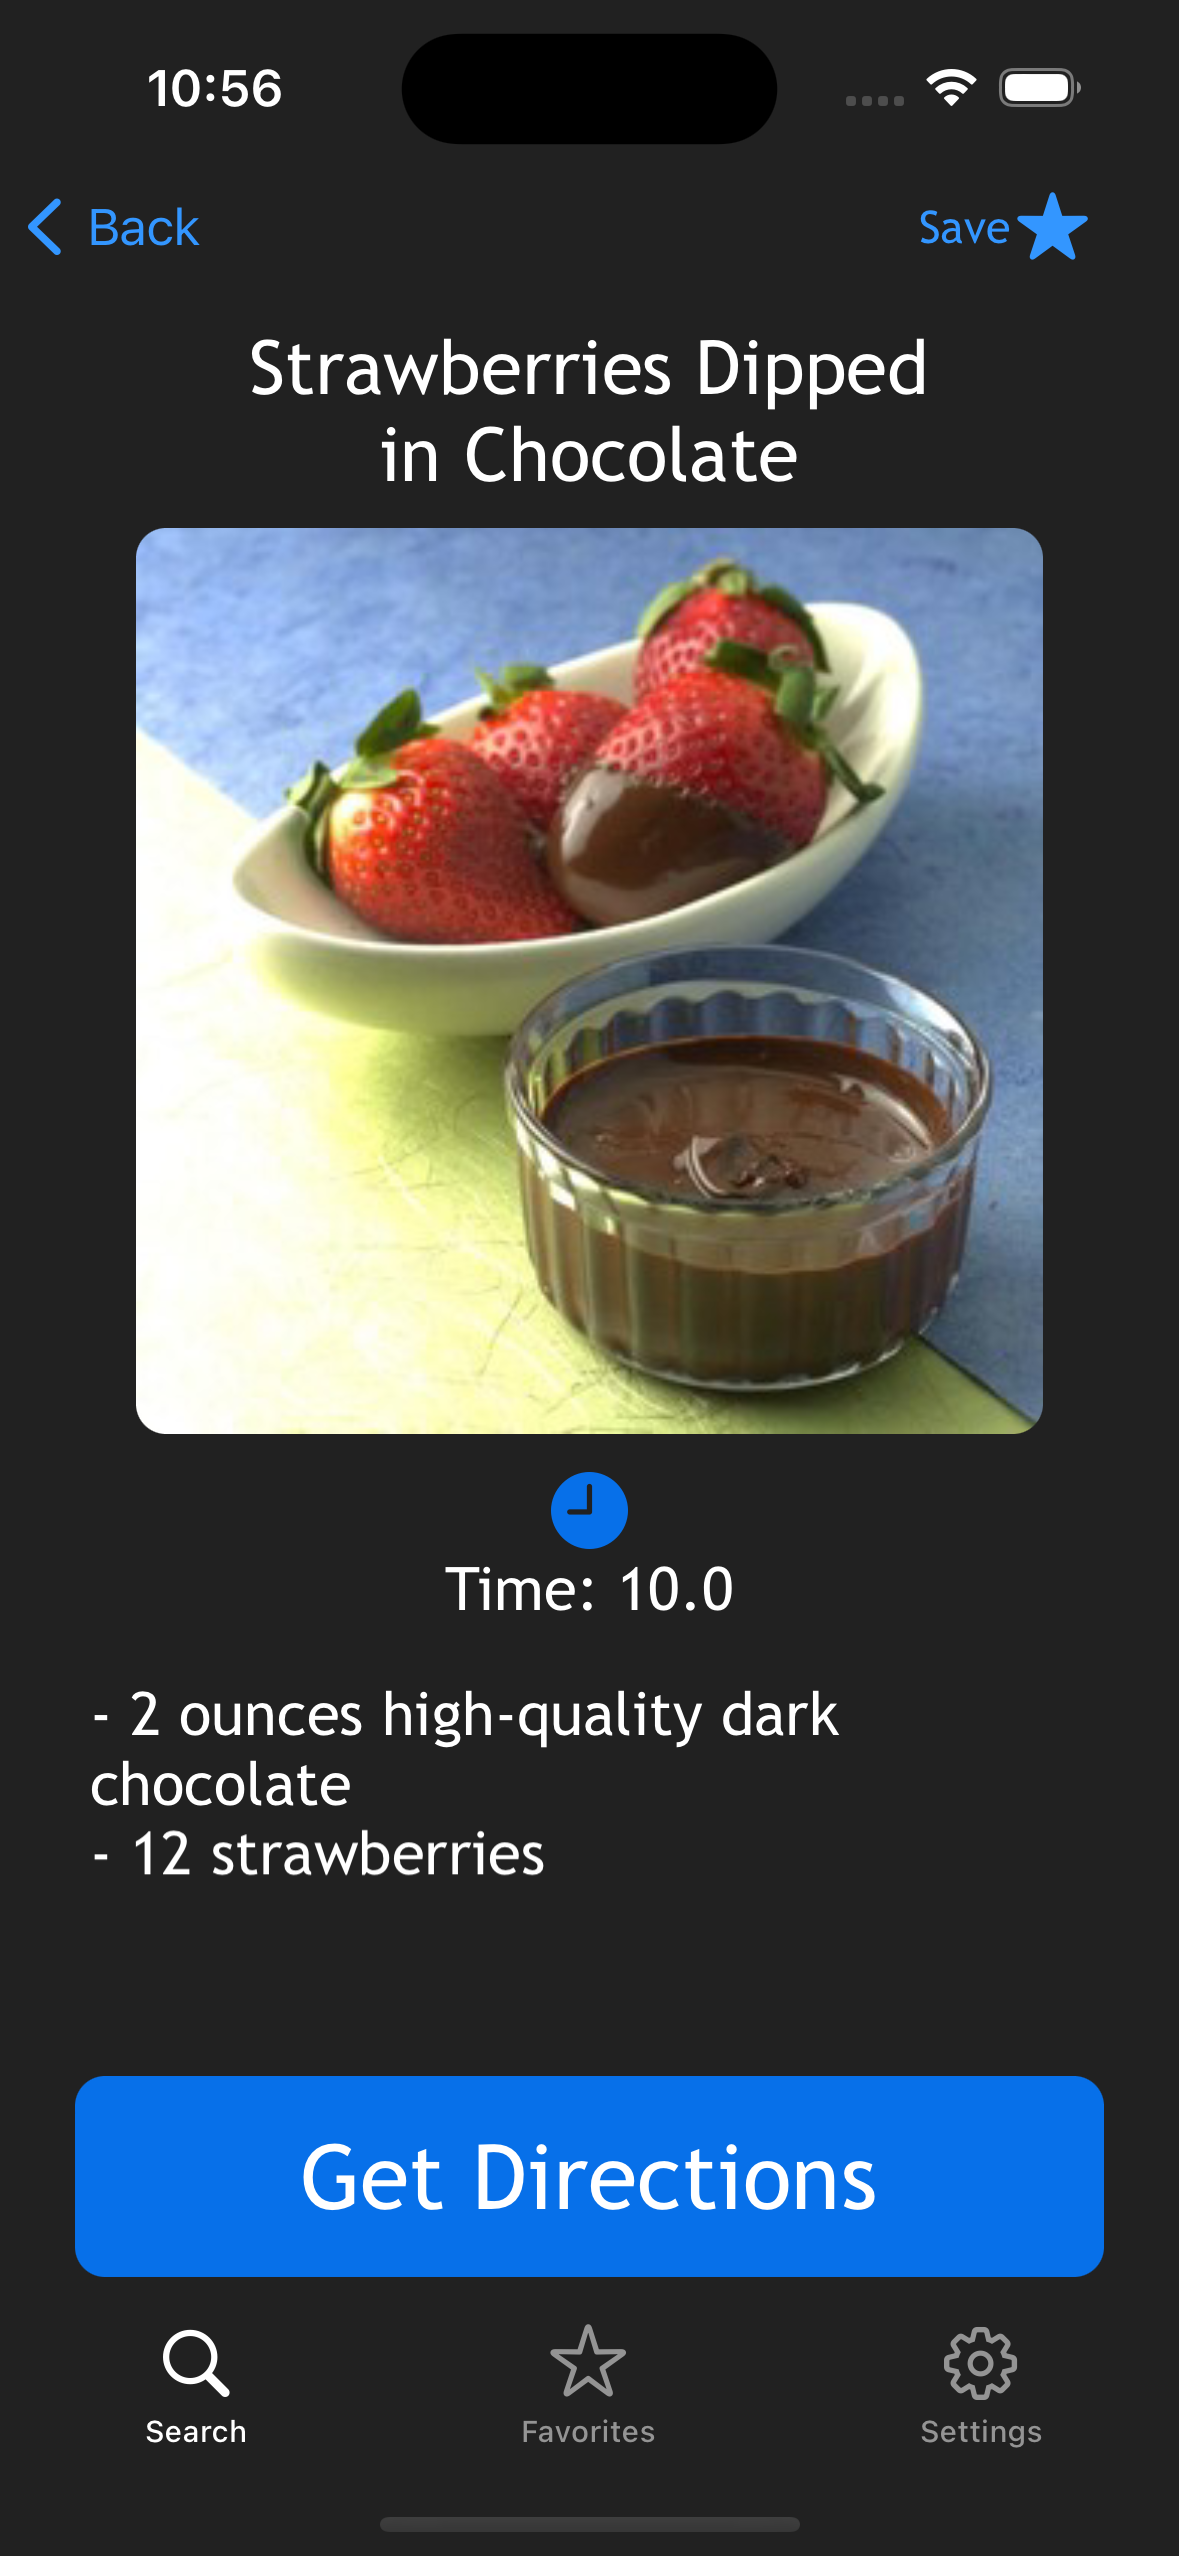 10:56
Back
Save
Strawberries Dipped
in Chocolate
Time: 10.0
- 2 ounces high-quality dark
chocolate
- 12 strawberries
Get Directions
Search
Favorites
Settings